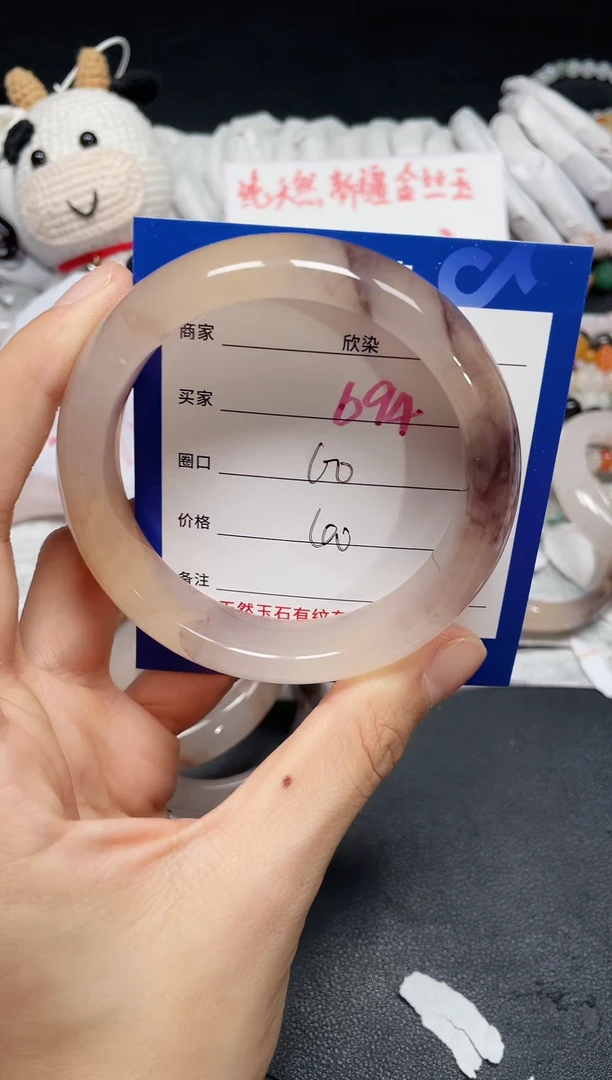 纯天然,新疆金丝玉
商家 欣染
买家 694
圈口 60
价格 600
备注
天然玉石有纹